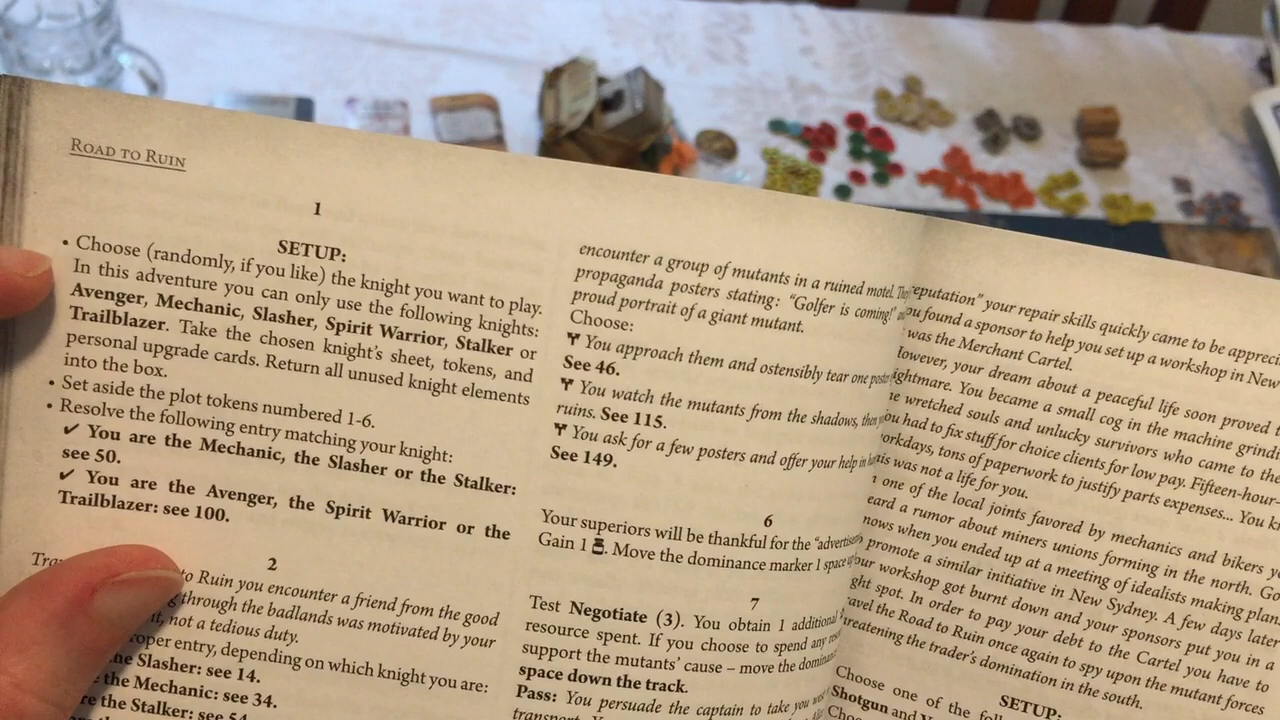 ROAD TO RUIN
1
SETUP:
• Choose (randomly, if you like) the knight you want to play.
In this adventure you can only use the following knights:
Avenger, Mechanic, Slasher, Spirit Warrior, Stalker or
Trailblazer. Take the chosen knight's sheet, tokens, and
personal upgrade cards. Return all unused knight elements
into the box.
• Set aside the plot tokens numbered 1-6.
• Resolve the following entry matching your knight:
✔ You are the Mechanic, the Slasher or the Stalker:
see 50.
✔ You are the Avenger, the Spirit Warrior or the
Trailblazer: see 100.
2
to Ruin you encounter a friend from the good
through the badlands was motivated by your
not a tedious duty.
entry, depending on which knight you are:
the Slasher: see 14.
the Mechanic: see 34.
the Stalker: see 54.
encounter a group of mutants in a ruined motel.
propaganda posters stating: "Golfer is coming!"
proud portrait of a giant mutant.
Choose:
You approach them and ostensibly tear one
See 46.
You watch the mutants from the shadows, then
ruins. See 115.
You ask for a few posters and offer your help in
See 149.
6
Your superiors will be thankful for the
Gain 1 . Move the dominance marker 1 space
7
Test Negotiate (3). You obtain 1 additional
resource spent. If you choose to spend any
support the mutants' cause – move the
space down the track.
Pass: You persuade the captain to take you
reputation" your repair skills quickly came to be
you found a sponsor to help you set up a workshop in New
was the Merchant Cartel.
However, your dream about a peaceful life soon proved
nightmare. You became a small cog in the machine
wretched souls and unlucky survivors who came to the
you had to fix stuff for choice clients for low pay. Fifteen-hour-
workdays, tons of paperwork to justify parts expenses... You
was not a life for you.
one of the local joints favored by mechanics and bikers
heard a rumor about miners unions forming in the north.
knows when you ended up at a meeting of idealists making
promote a similar initiative in New Sydney. A few days later
your workshop got burnt down and your sponsors put you in a
spot. In order to pay your debt to the Cartel you have to
travel the Road to Ruin once again to spy upon the mutant forces
threatening the trader's domination in the south.
SETUP:
Choose one of the
Shotgun and